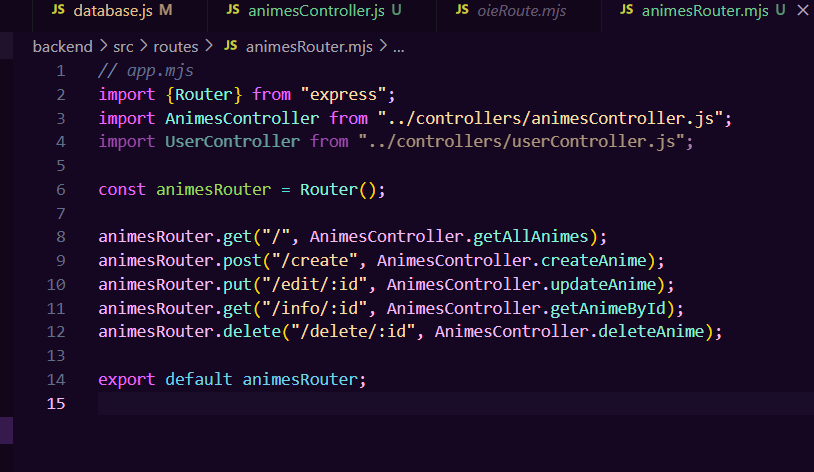 JS database.js M JS animesController.js U JS oieRoute.mjs JS animesRouter.mjs U
backend > src > routes > JS animesRouter.mjs > ...
1 // app.mjs
2 import {Router} from "express";
3 import AnimesController from "../controllers/animesController.js";
4 import UserController from "../controllers/userController.js";
5
6 const animesRouter = Router();
7
8 animesRouter.get("/", AnimesController.getAllAnimes);
9 animesRouter.post("/create", AnimesController.createAnime);
10 animesRouter.put("/edit/:id", AnimesController.updateAnime);
11 animesRouter.get("/info/:id", AnimesController.getAnimeById);
12 animesRouter.delete("/delete/:id", AnimesController.deleteAnime);
13
14 export default animesRouter;
15